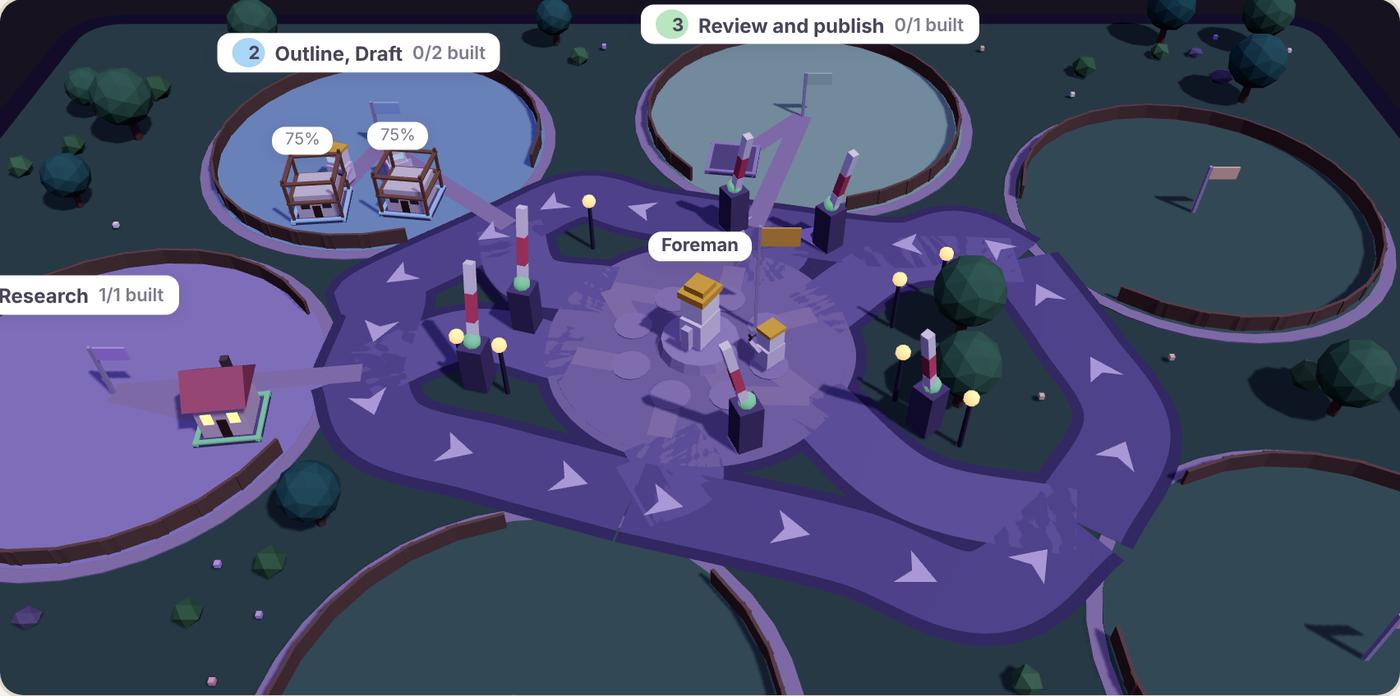 3 Review and publish 0/1 built
2 Outline, Draft 0/2 built
75%
75%
Foreman
Research 1/1 built